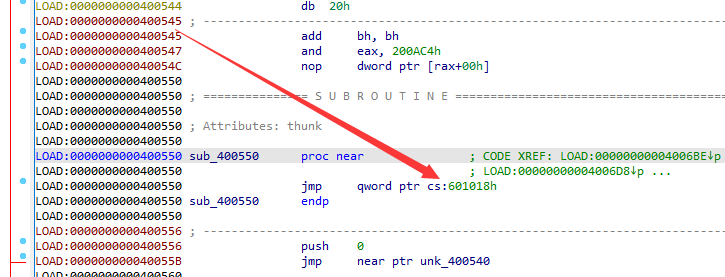 LOAD:0000000000400544 db 20h
LOAD:0000000000400545 ; ---------------------------------------------------------------------------
LOAD:0000000000400545 add bh, bh
LOAD:0000000000400547 and eax, 200AC4h
LOAD:000000000040054C nop dword ptr [rax+00h]
LOAD:0000000000400550
LOAD:0000000000400550 ; =============== S U B R O U T I N E =======================================
LOAD:0000000000400550
LOAD:0000000000400550 ; Attributes: thunk
LOAD:0000000000400550
LOAD:0000000000400550 sub_400550 proc near ; CODE XREF: LOAD:00000000004006BE↓p
LOAD:0000000000400550 ; LOAD:00000000004006D8↓p ...
LOAD:0000000000400550 jmp qword ptr cs:601018h
LOAD:0000000000400550 sub_400550 endp
LOAD:0000000000400550
LOAD:0000000000400556 ; ---------------------------------------------------------------------------
LOAD:0000000000400556 push 0
LOAD:000000000040055B jmp near ptr unk_400540
LOAD:0000000000400560